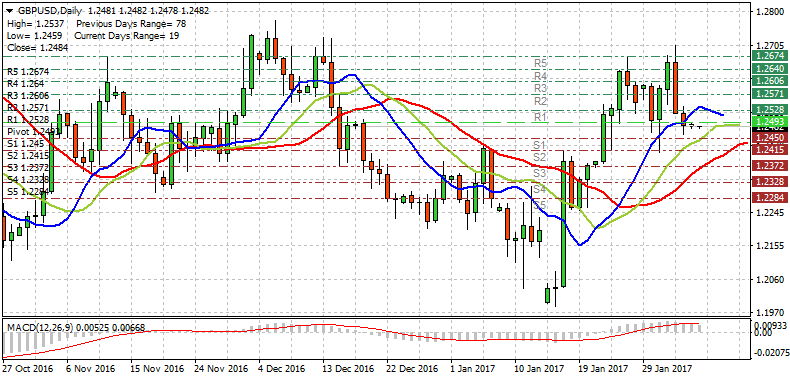 GBPUSD,Daily 1.2481 1.2482 1.2478 1.2482
High= 1.2537 Previous Days Range= 78
Low= 1.2459 Current Days Range= 19
Close= 1.2484
R5 1.2674
R4 1.264
R3 1.2606
R2 1.2571
R1 1.2528
Pivot 1.2493
S1 1.245
S2 1.2415
S3 1.2372
S4 1.2328
S5 1.2284
R5
R4
R3
R2
R1
S1
S2
S3
S4
S5
1.2800
1.2705
1.2674
1.2640
1.2606
1.2571
1.2528
1.2493
1.2450
1.2415
1.2372
1.2328
1.2284
1.2245
1.2155
1.2060
1.1970
MACD(12,26,9) 0.00525 0.00668
0.00933
0.00
-0.02075
27 Oct 2016
6 Nov 2016
15 Nov 2016
24 Nov 2016
4 Dec 2016
13 Dec 2016
22 Dec 2016
1 Jan 2017
10 Jan 2017
19 Jan 2017
29 Jan 2017